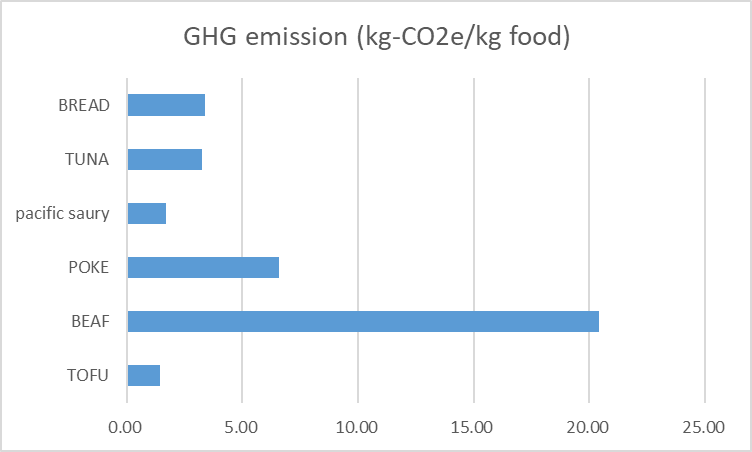 GHG emission (kg-CO2e/kg food)
BREAD
TUNA
pacific saury
POKE
BEAF
TOFU
0.00 5.00 10.00 15.00 20.00 25.00